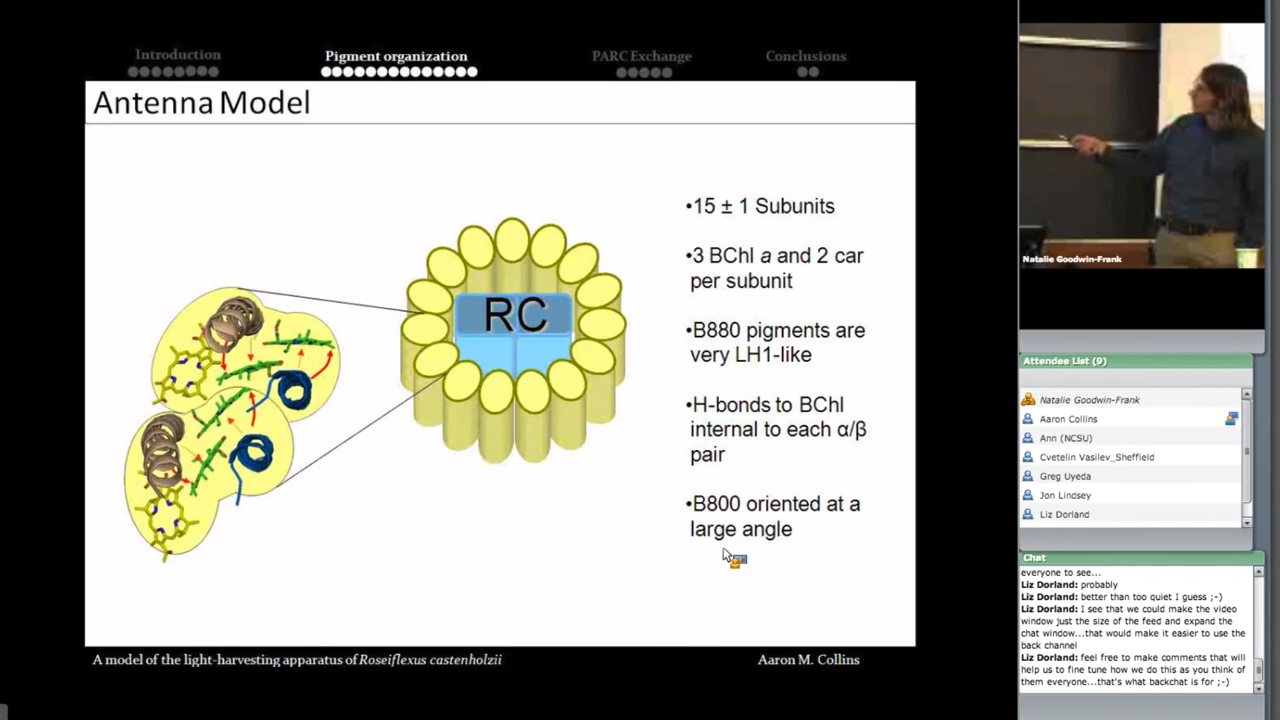 Introduction
Pigment organization
PARC Exchange
Conclusions
Antenna Model
•15 ± 1 Subunits
•3 BChl a and 2 car
per subunit
•B880 pigments are
very LH1-like
•H-bonds to BChl
internal to each α/β
pair
•B800 oriented at a
large angle
RC
A model of the light-harvesting apparatus of Roseiflexus castenholzii
Aaron M. Collins
Natalie Goodwin-Frank
Attendee List (9)
Natalie Goodwin-Frank
Aaron Collins
Ann (NCSU)
Cvetelin Vasilev_Sheffield
Greg Uyeda
Jon Lindsey
Liz Dorland
Chat
everyone to see...
Liz Dorland: probably
Liz Dorland: better than too quiet I guess ;-)
Liz Dorland: I see that we could make the video
window just the size of the feed and expand the
chat window...that would make it easier to use the
back channel
Liz Dorland: feel free to make comments that will
help us to fine tune how we do this as you think of
them everyone...that's what backchat is for ;-)